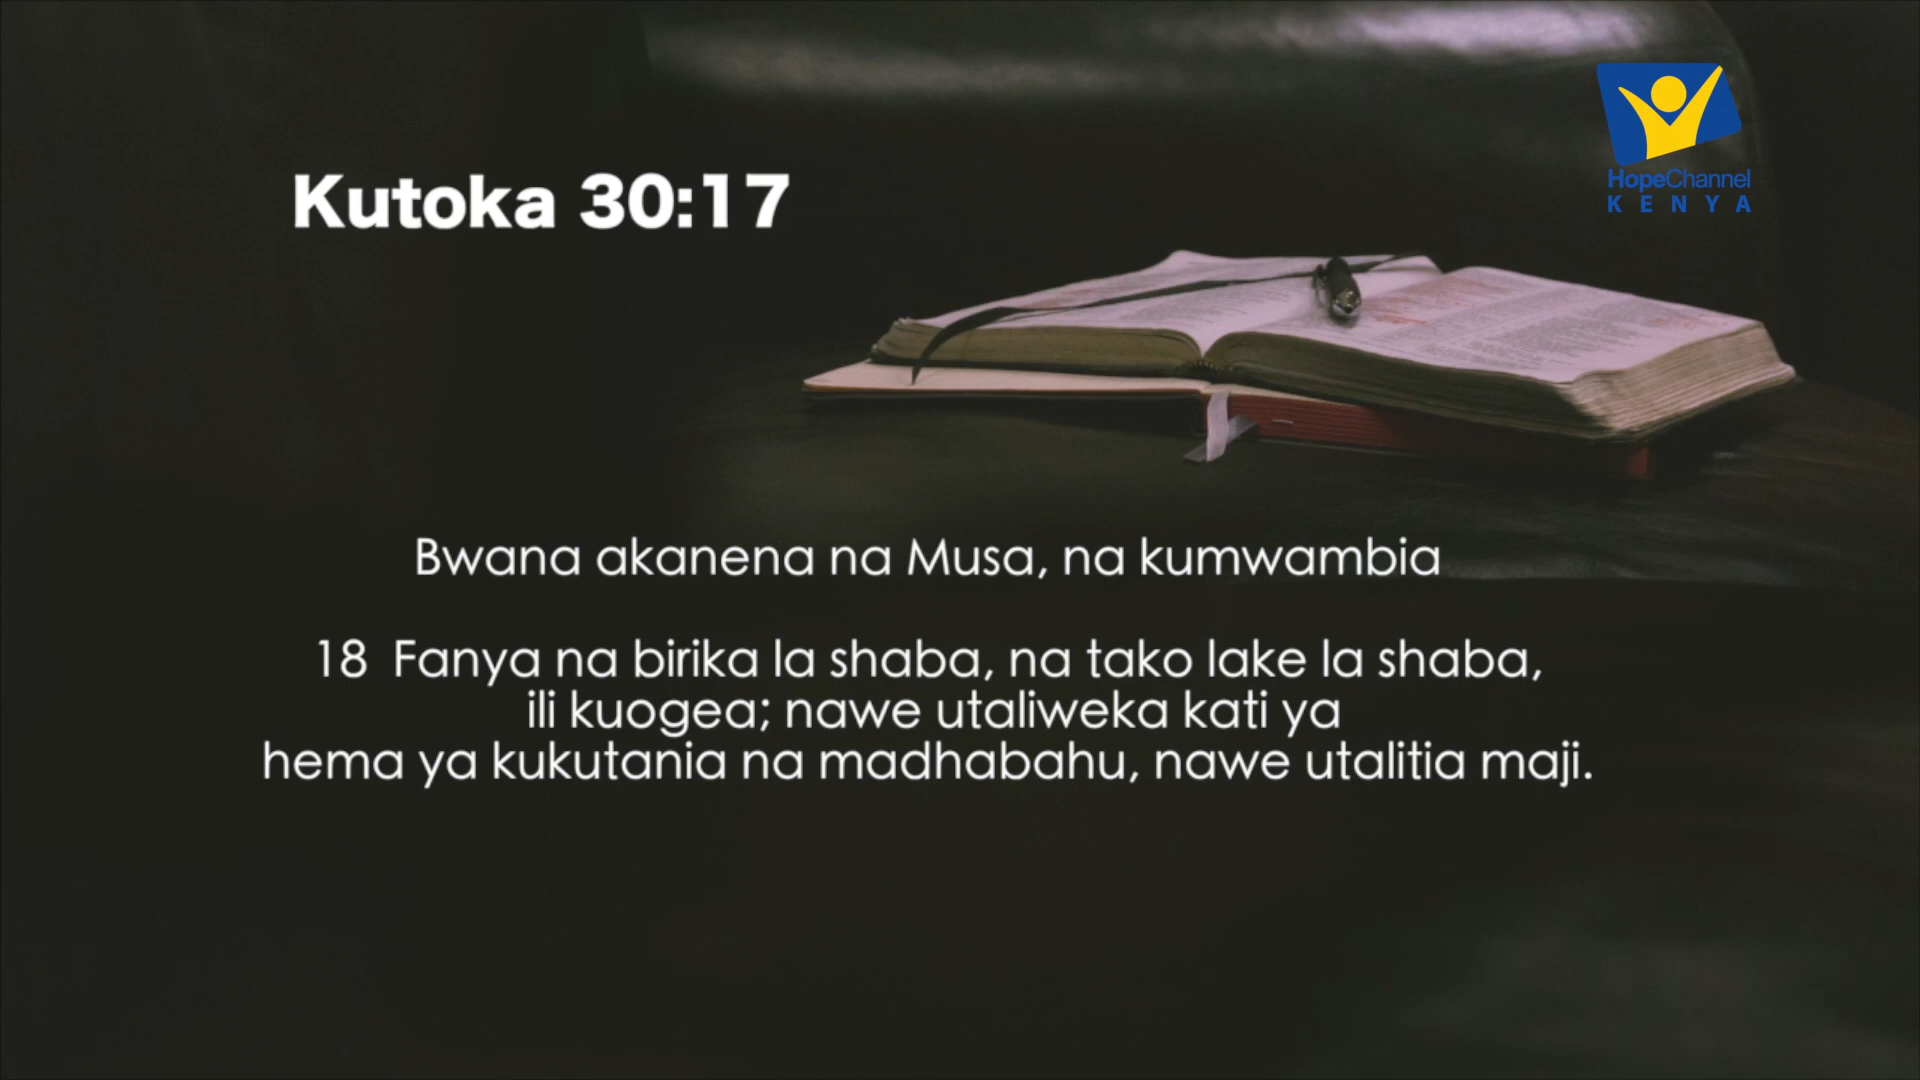 HopeChannel
KENYA
Kutoka 30:17
Bwana akanena na Musa, na kumwambia
18 Fanya na birika la shaba, na tako lake la shaba,
ili kuogea; nawe utaliweka kati ya
hema ya kukutania na madhabahu, nawe utalitia maji.